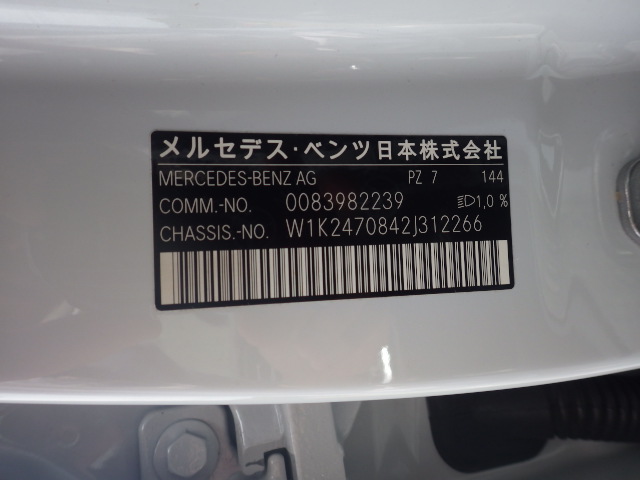 メルセデス・ベンツ日本株式会社
MERCEDES-BENZ AG PZ 7 144
COMM.-NO. 0083982239 1,0 %
CHASSIS.-NO. W1K2470842J312266